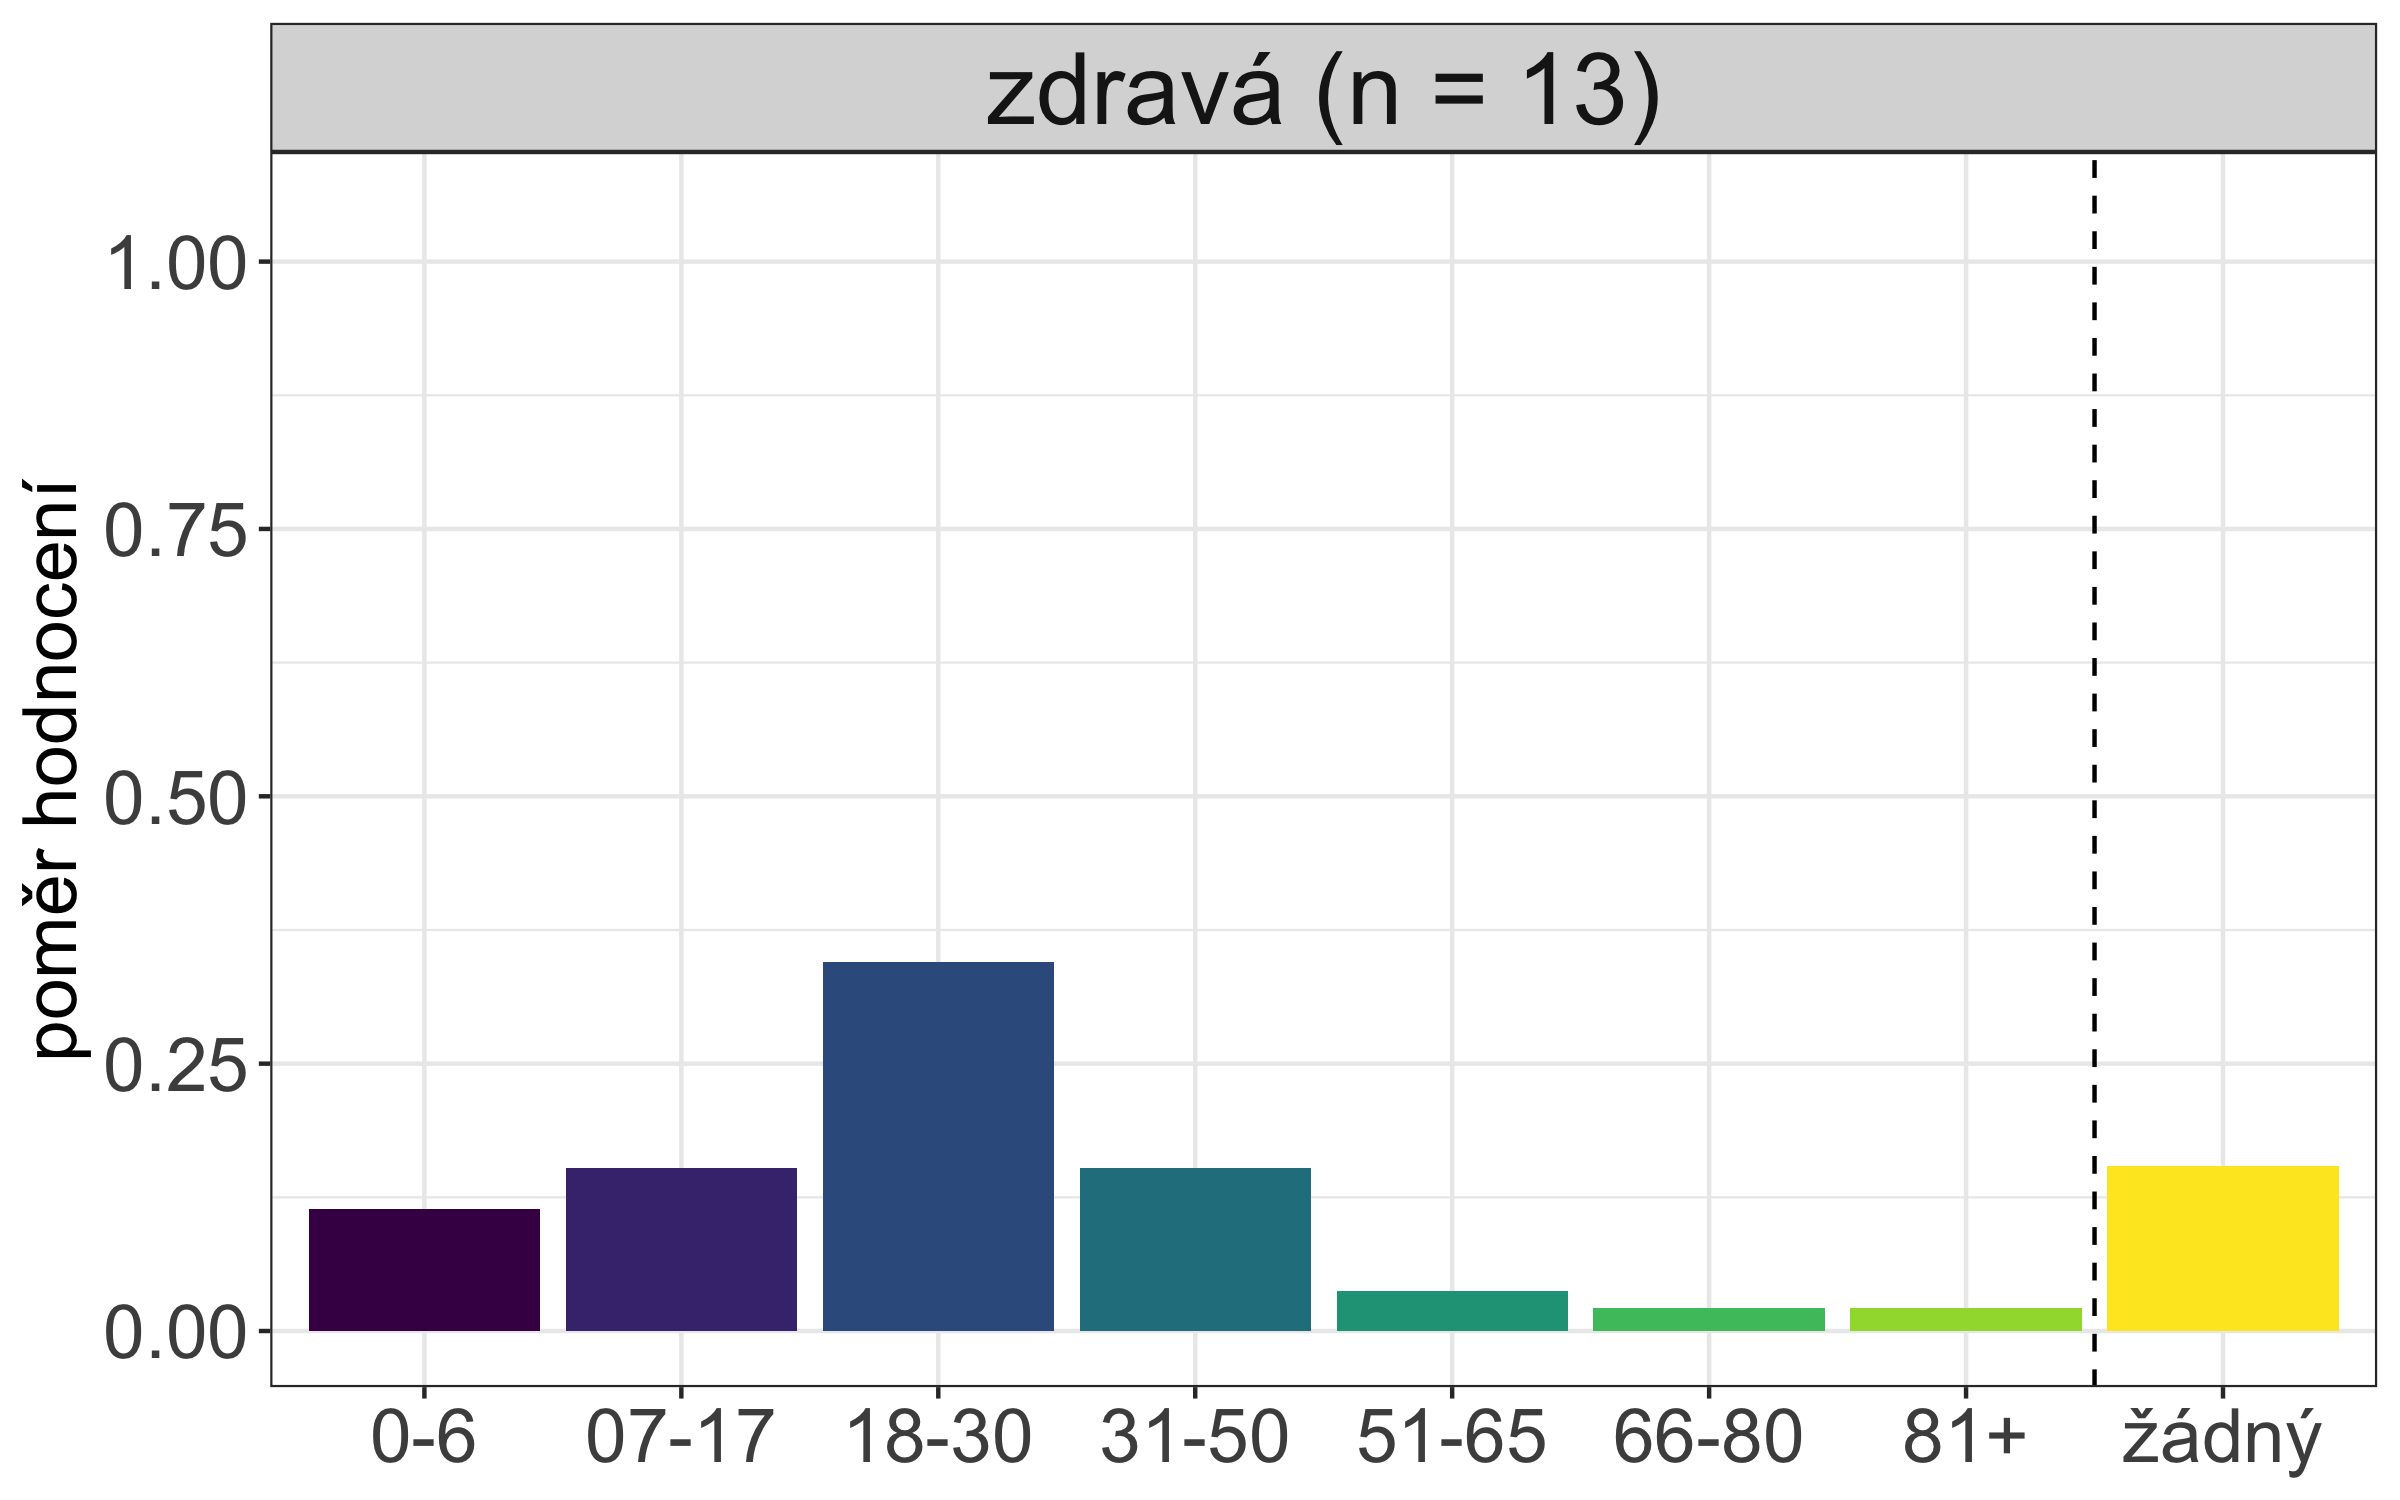 zdravá (n = 13)
poměr hodnocení
1.00
0.75
0.50
0.25
0.00
0-6 07-17 18-30 31-50 51-65 66-80 81+ žádný